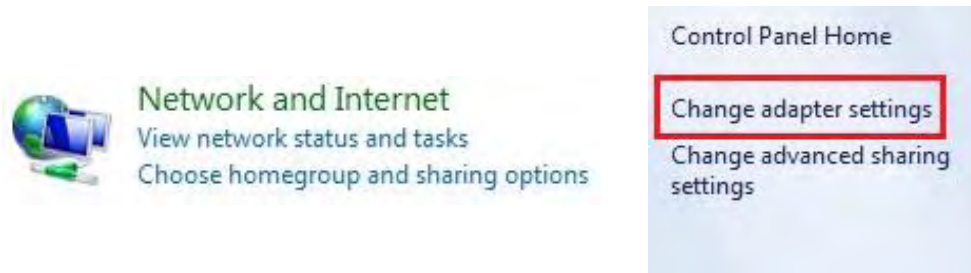 Network and Internet
View network status and tasks
Choose homegroup and sharing options
Control Panel Home
Change adapter settings
Change advanced sharing
settings